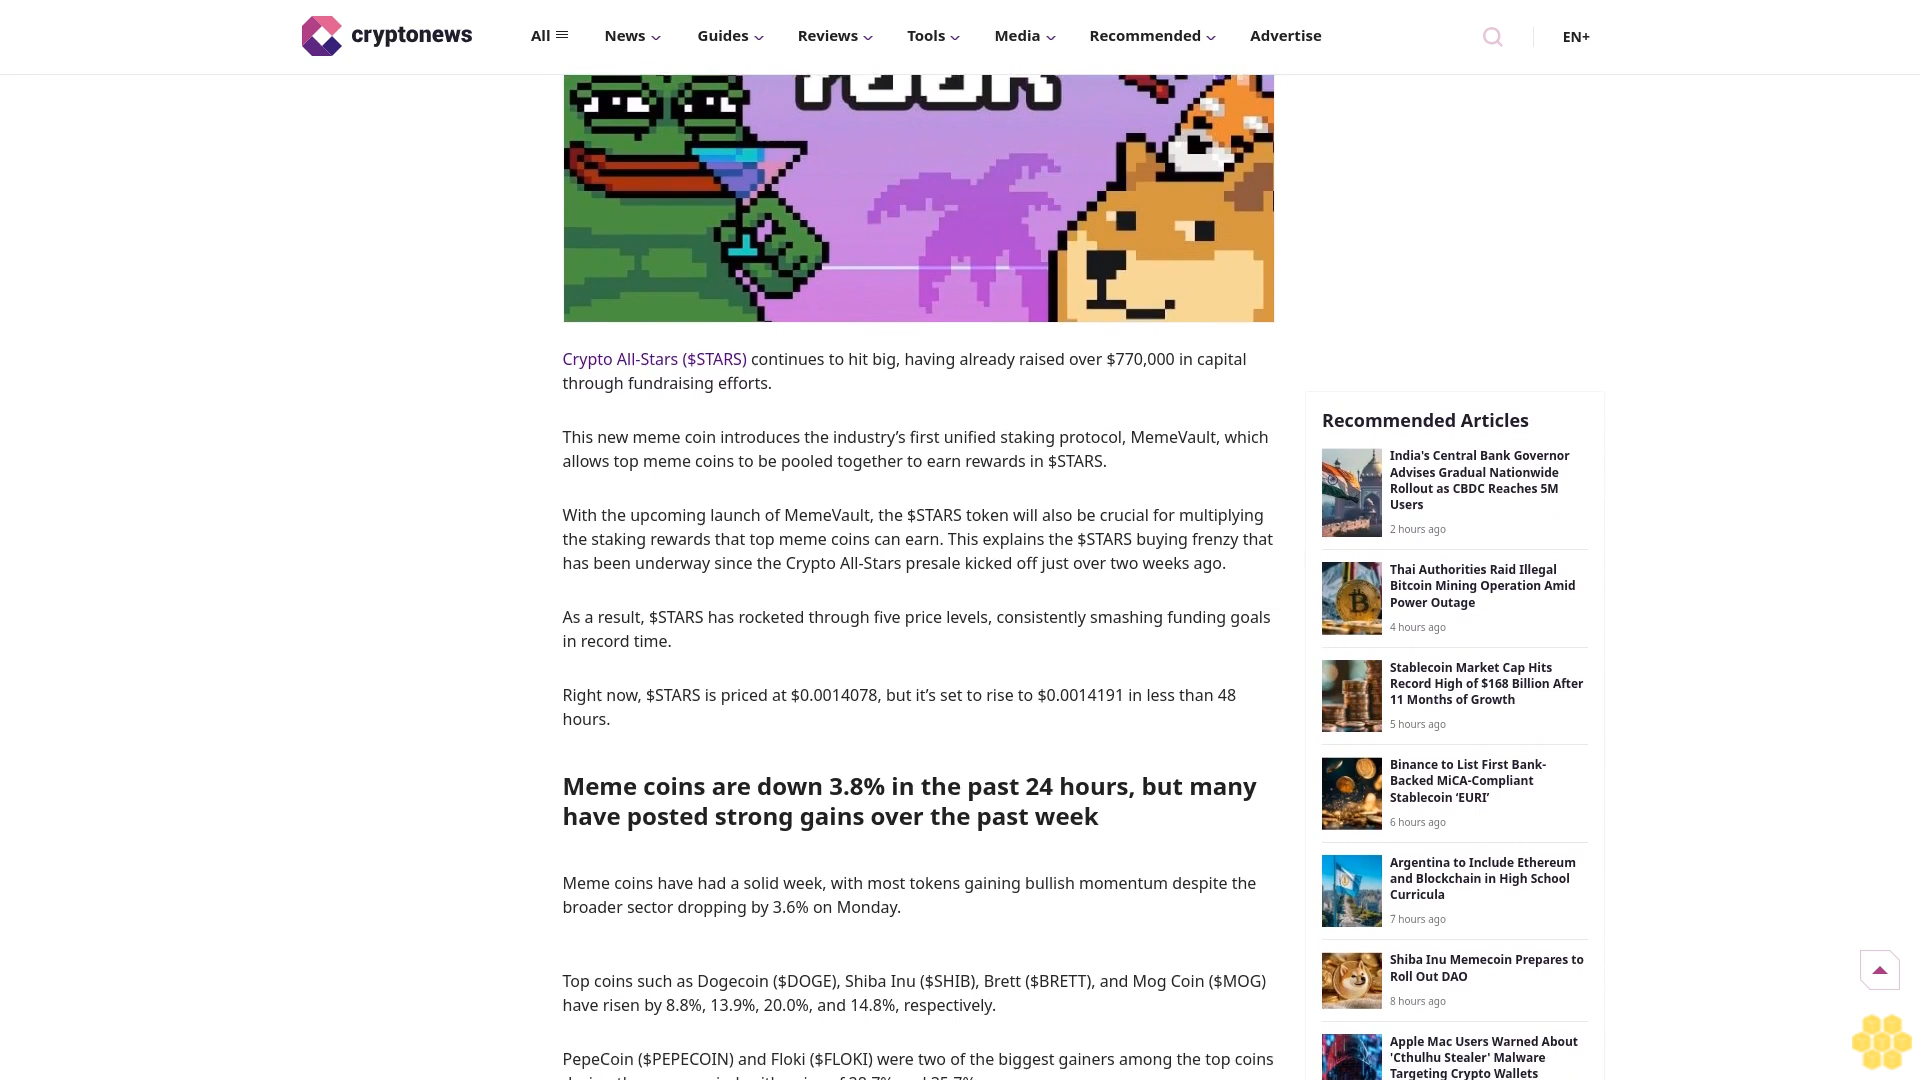 cryptonews
All
News
Guides
Reviews
Tools
Media
Recommended
Advertise
EN+
Crypto All-Stars ($STARS) continues to hit big, having already raised over $770,000 in capital
through fundraising efforts.
This new meme coin introduces the industry’s first unified staking protocol, MemeVault, which
allows top meme coins to be pooled together to earn rewards in $STARS.
With the upcoming launch of MemeVault, the $STARS token will also be crucial for multiplying
the staking rewards that top meme coins can earn. This explains the $STARS buying frenzy that
has been underway since the Crypto All-Stars presale kicked off just over two weeks ago.
As a result, $STARS has rocketed through five price levels, consistently smashing funding goals
in record time.
Right now, $STARS is priced at $0.0014078, but it’s set to rise to $0.0014191 in less than 48
hours.
Meme coins are down 3.8% in the past 24 hours, but many
have posted strong gains over the past week
Meme coins have had a solid week, with most tokens gaining bullish momentum despite the
broader sector dropping by 3.6% on Monday.
Top coins such as Dogecoin ($DOGE), Shiba Inu ($SHIB), Brett ($BRETT), and Mog Coin ($MOG)
have risen by 8.8%, 13.9%, 20.0%, and 14.8%, respectively.
PepeCoin ($PEPECOIN) and Floki ($FLOKI) were two of the biggest gainers among the top coins
Recommended Articles
India's Central Bank Governor
Advises Gradual Nationwide
Rollout as CBDC Reaches 5M
Users
2 hours ago
Thai Authorities Raid Illegal
Bitcoin Mining Operation Amid
Power Outage
4 hours ago
Stablecoin Market Cap Hits
Record High of $168 Billion After
11 Months of Growth
5 hours ago
Binance to List First Bank-
Backed MiCA-Compliant
Stablecoin ‘EURI’
6 hours ago
Argentina to Include Ethereum
and Blockchain in High School
Curricula
7 hours ago
Shiba Inu Memecoin Prepares to
Roll Out DAO
8 hours ago
Apple Mac Users Warned About
'Cthulhu Stealer' Malware
Targeting Crypto Wallets